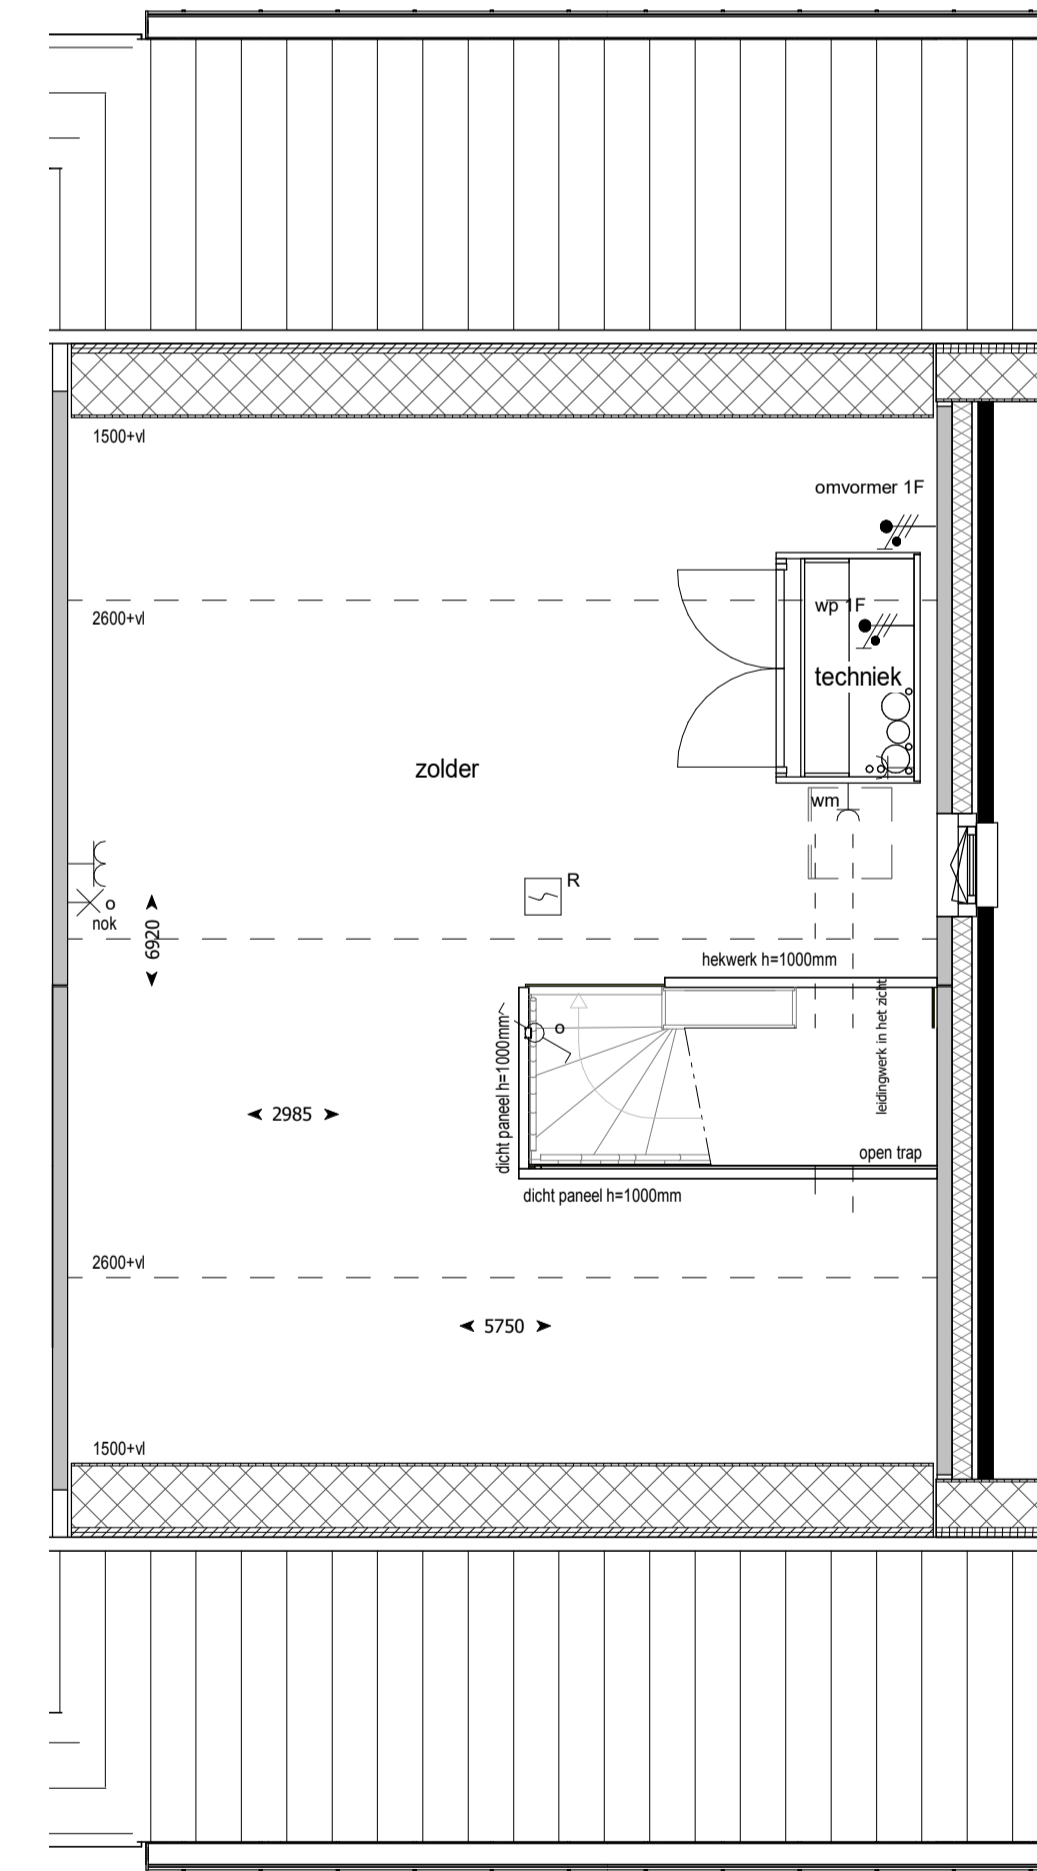 1500+vl
omvormer 1F
2600+vl
wp 1F
techniek
zolder
wm
R
nok
6920
hekwerk h=1000mm
leidingwerk in het zicht
dicht paneel h=1000mm
2985
open trap
dicht paneel h=1000mm
2600+vl
5750
1500+vl